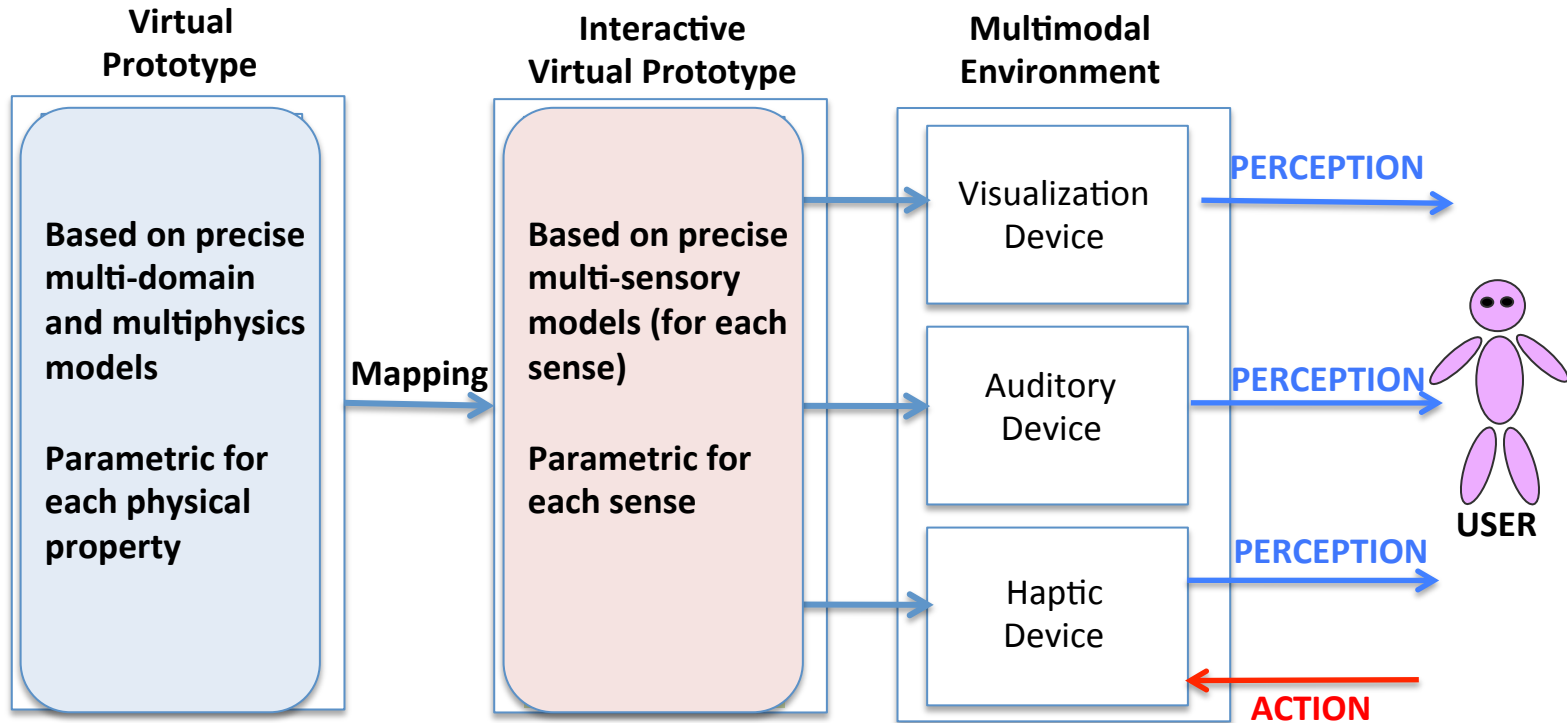 Virtual
Prototype
Interactive
Virtual Prototype
Multimodal
Environment
Based on precise
multi-domain
and multiphysics
models
Parametric for
each physical
property
Mapping
Based on precise
multi-sensory
models (for each
sense)
Parametric for
each sense
Visualization
Device
Auditory
Device
Haptic
Device
PERCEPTION
PERCEPTION
PERCEPTION
ACTION
USER